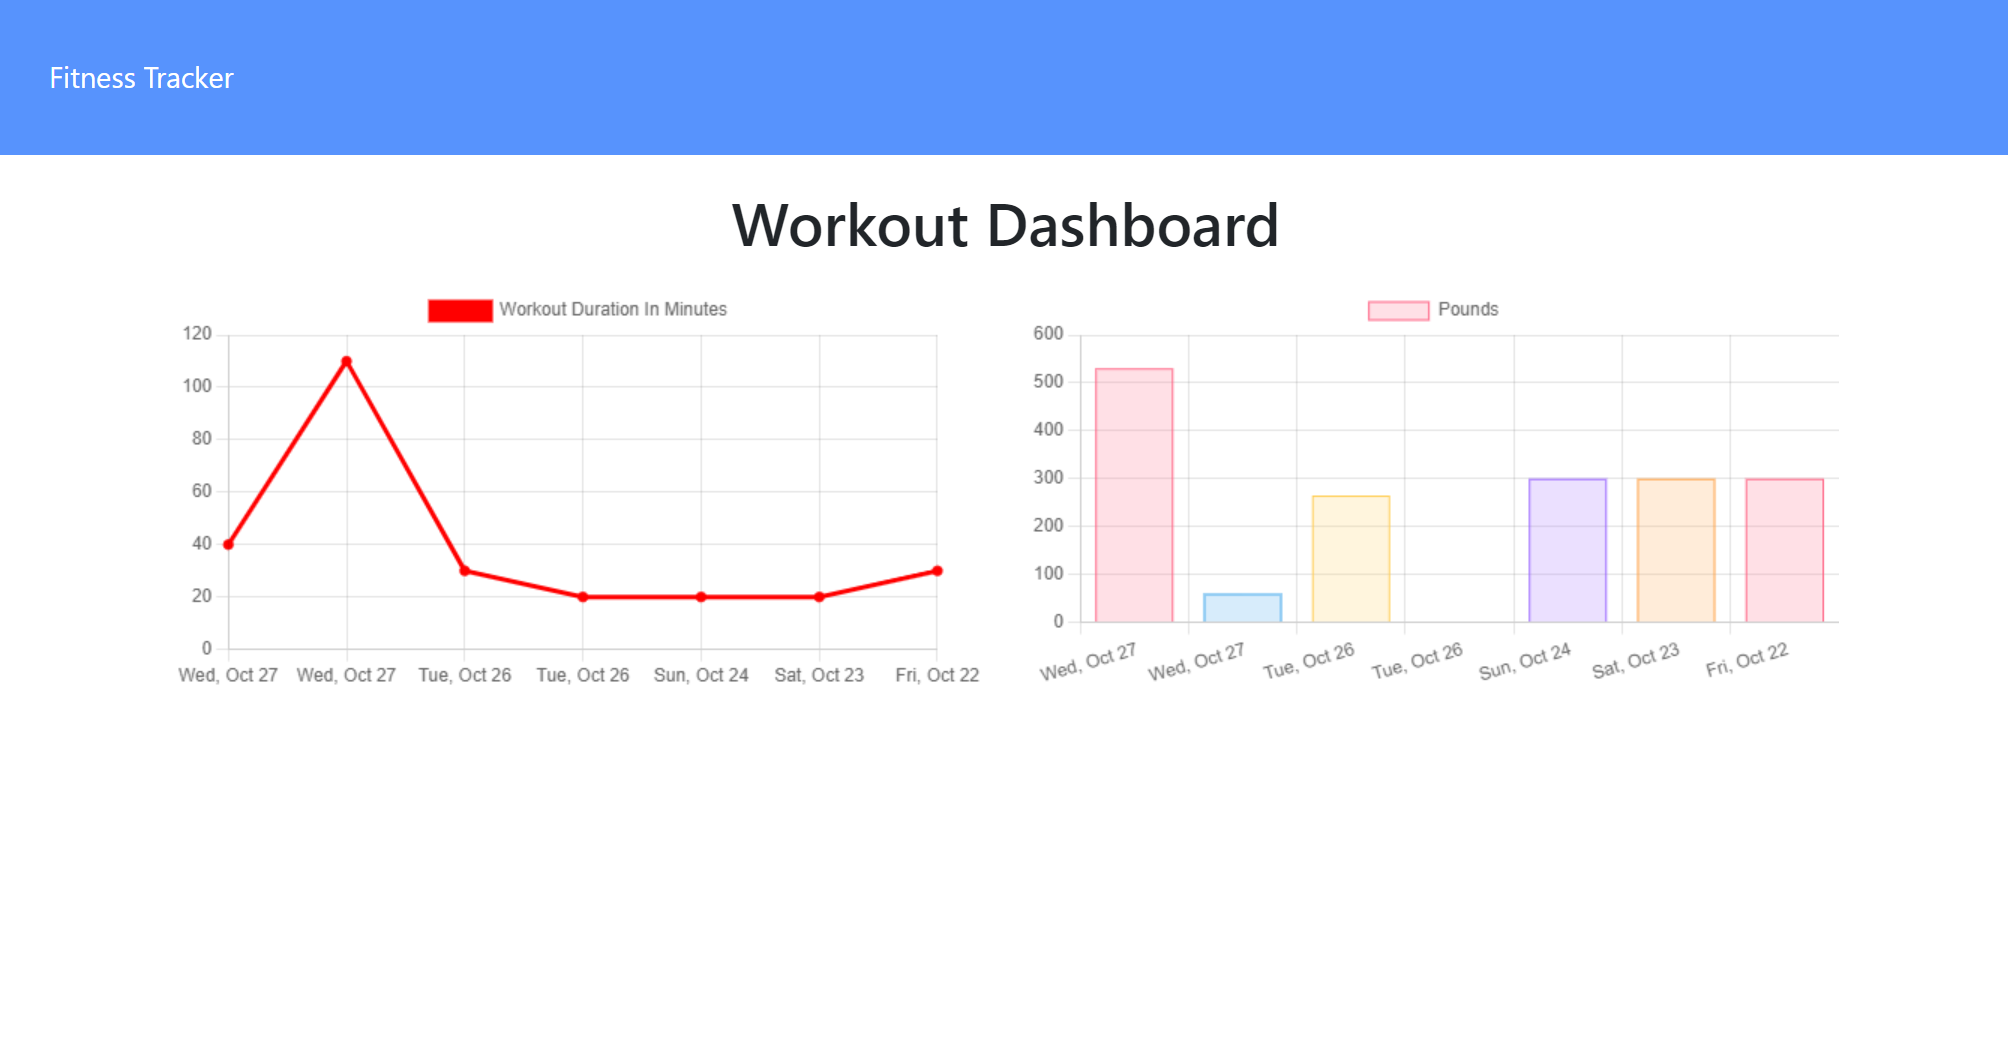 Fitness Tracker
Workout Dashboard
Workout Duration In Minutes
120
100
80
60
40
20
0
Wed, Oct 27 Wed, Oct 27 Tue, Oct 26 Tue, Oct 26 Sun, Oct 24 Sat, Oct 23 Fri, Oct 22
Pounds
600
500
400
300
200
100
0
Wed, Oct 27 Wed, Oct 27 Tue, Oct 26 Tue, Oct 26 Sun, Oct 24 Sat, Oct 23 Fri, Oct 22